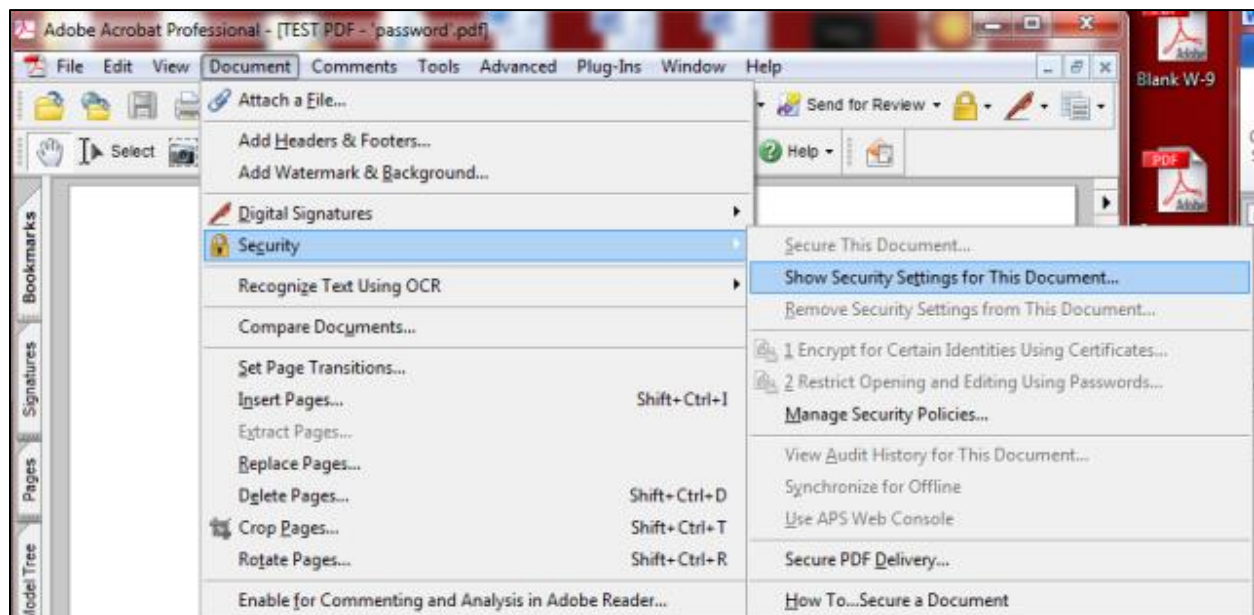 Adobe Acrobat Professional - [TEST PDF - 'password'.pdf]
File Edit View Document Comments Tools Advanced Plug-Ins Window Help
Adobe
Blank W-9
Attach a File...
Send for Review
Select
Add Headers & Footers...
Help
Add Watermark & Background...
PDF
Adobe
Digital Signatures
Security
Recognize Text Using OCR
Compare Documents...
Set Page Transitions...
Insert Pages... Shift+Ctrl+I
Extract Pages...
Replace Pages...
Delete Pages... Shift+Ctrl+D
Crop Pages... Shift+Ctrl+T
Rotate Pages... Shift+Ctrl+R
Enable for Commenting and Analysis in Adobe Reader...
Secure This Document...
Show Security Settings for This Document...
Remove Security Settings from This Document...
1 Encrypt for Certain Identities Using Certificates...
2 Restrict Opening and Editing Using Passwords...
Manage Security Policies...
View Audit History for This Document...
Synchronize for Offline
Use APS Web Console
Secure PDF Delivery...
How To...Secure a Document
Bookmarks
Signatures
Pages
Model Tree